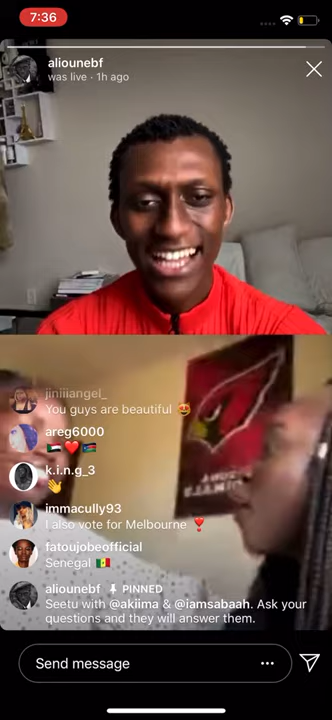 7:36
aliounebf
was live · 1h ago
jiniiiangel_
You guys are beautiful 😍
areg6000
🇵🇸❤️🇸🇸
k.i.n.g_3
👋
immacully93
I also vote for Melbourne ❣️
fatoujobeofficial
Senegal 🇸🇳
aliounebf 📌 PINNED
Seetu with @akiima & @iamsabaah. Ask your
questions and they will answer them.
Send message